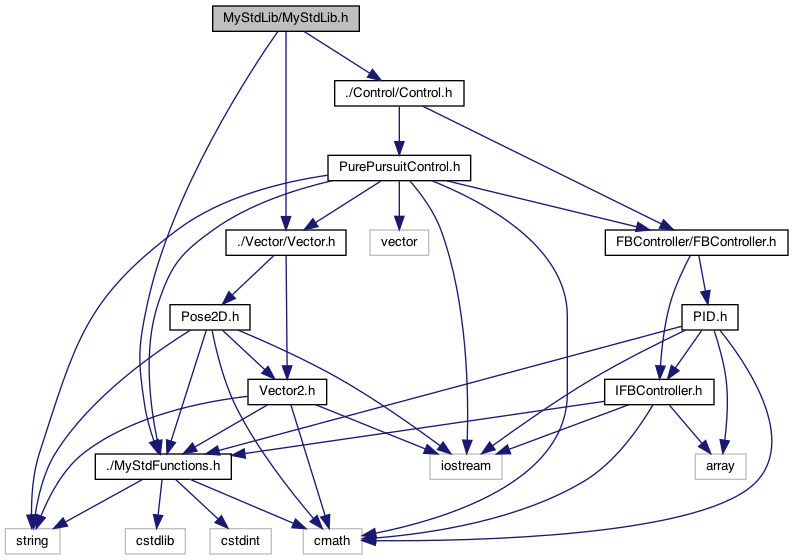 MyStdLib/MyStdLib.h
./Control/Control.h
PurePursuitControl.h
./Vector/Vector.h
vector
FBController/FBController.h
Pose2D.h
PID.h
Vector2.h
IFBController.h
./MyStdFunctions.h
iostream
array
string
cstdlib
cstdint
cmath